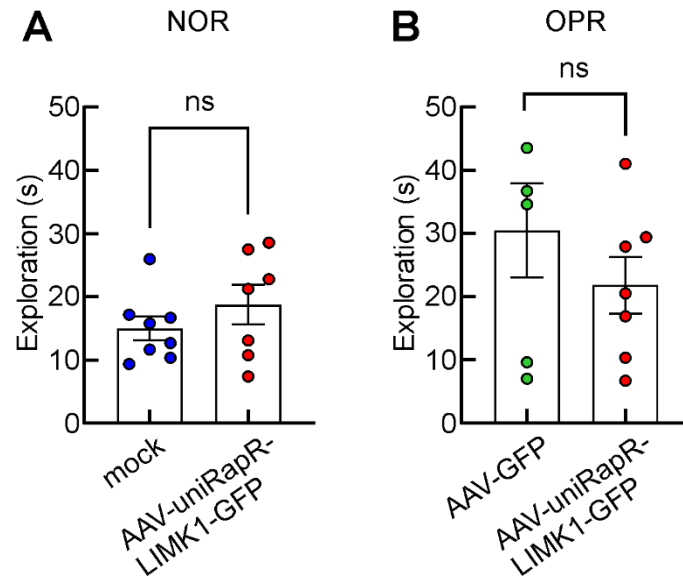 A
NOR
ns
Exploration (s)
50
40
30
20
10
0
mock
AAV-uniRapR-
LIMK1-GFP
B
OPR
ns
Exploration (s)
50
40
30
20
10
0
AAV-GFP
AAV-uniRapR-
LIMK1-GFP